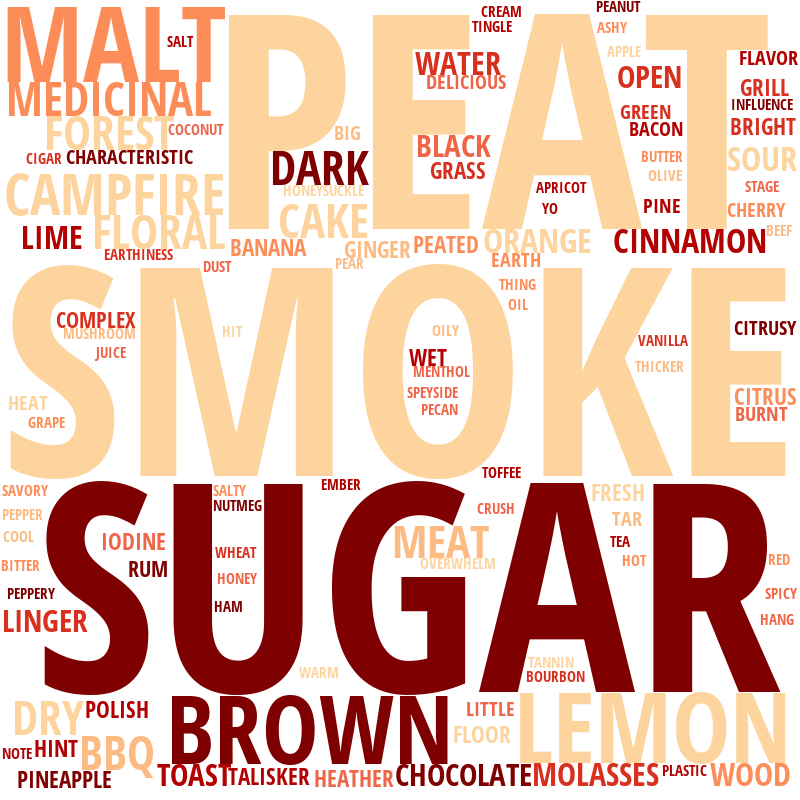 MALT
SALT
PEAT
CREAM
TINGLE
PEANUT
ASHY
APPLE
FLAVOR
WATER
DELICIOUS
OPEN
GRILL
MEDICINAL
INFLUENCE
FOREST
COCONUT
BIG
GREEN
BACON
BRIGHT
CIGAR
CHARACTERISTIC
DARK
BLACK
GRASS
BUTTER
OLIVE
SOUR
CAMPFIRE
HONEYSUCKLE
APRICOT
STAGE
YO
PINE
CHERRY
LIME
FLORAL
CAKE
BANANA
GINGER
PEATED
ORANGE
CINNAMON
BEEF
EARTHINESS
DUST
PEAR
EARTH
SMOKE
THING
OIL
COMPLEX
MUSHROOM
HIT
OILY
CITRUSY
JUICE
WET
VANILLA
MENTHOL
THICKER
SPEYSIDE
PECAN
HEAT
GRAPE
CITRUS
BURNT
TOFFEE
SAVORY
SALTY
EMBER
FRESH
NUTMEG
PEPPER
CRUSH
TAR
SUGAR
COOL
IODINE
MEAT
TEA
WHEAT
OVERWHELM
HOT
RED
BITTER
RUM
HONEY
PEPPERY
HAM
SPICY
LINGER
HANG
WARM
TANNIN
BOURBON
DRY
POLISH
BROWN
LITTLE
LEMON
FLOOR
NOTE
HINT
BBQ
PINEAPPLE
TOAST
TALISKER
HEATHER
CHOCOLATE
MOLASSES
PLASTIC
WOOD